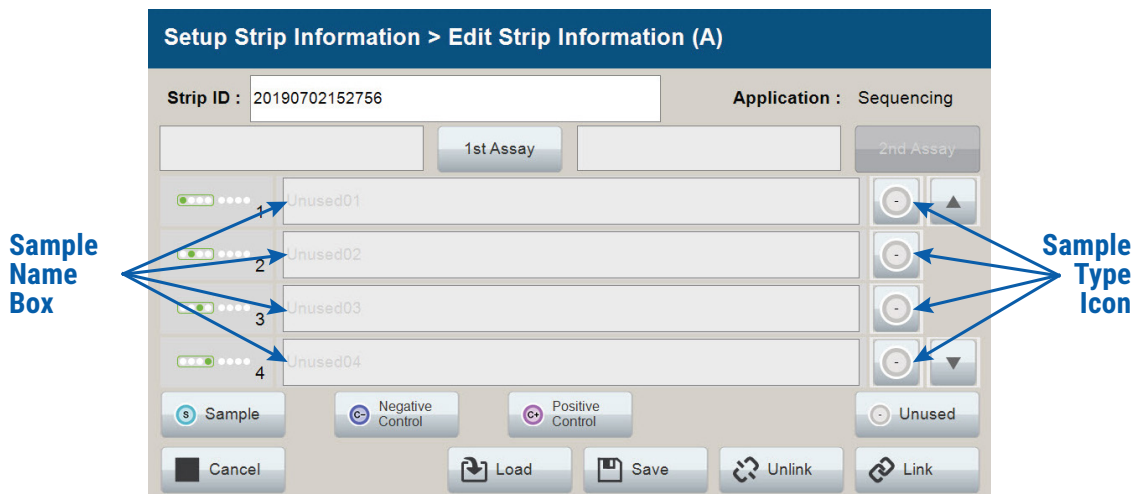 Setup Strip Information > Edit Strip Information (A)
Strip ID : 20190702152756 Application : Sequencing
1st Assay 2nd Assay
1 Unused01 -
2 Unused02 -
3 Unused03 -
4 Unused04 -
Sample
Name
Box
Sample
Type
Icon
S Sample
C- Negative
Control
C+ Positive
Control
- Unused
Cancel Load Save Unlink Link